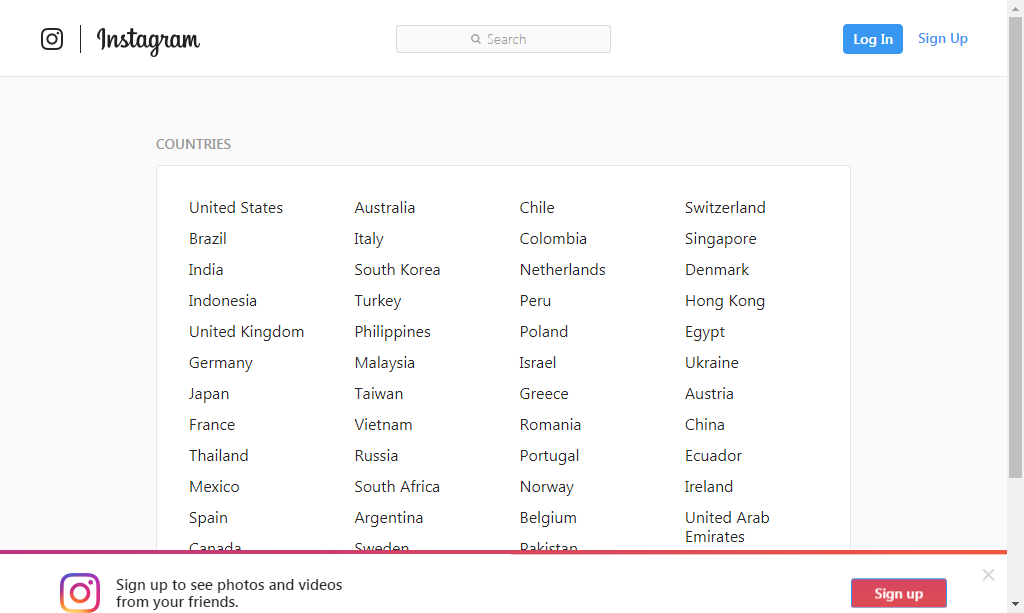 Instagram
Search
Log In
Sign Up
COUNTRIES
United States
Australia
Chile
Switzerland
Brazil
Italy
Colombia
Singapore
India
South Korea
Netherlands
Denmark
Indonesia
Turkey
Peru
Hong Kong
United Kingdom
Philippines
Poland
Egypt
Germany
Malaysia
Israel
Ukraine
Japan
Taiwan
Greece
Austria
France
Vietnam
Romania
China
Thailand
Russia
Portugal
Ecuador
Mexico
South Africa
Norway
Ireland
Spain
Argentina
Belgium
United Arab
Emirates
Canada
Sweden
Pakistan
Sign up to see photos and videos
from your friends.
Sign up